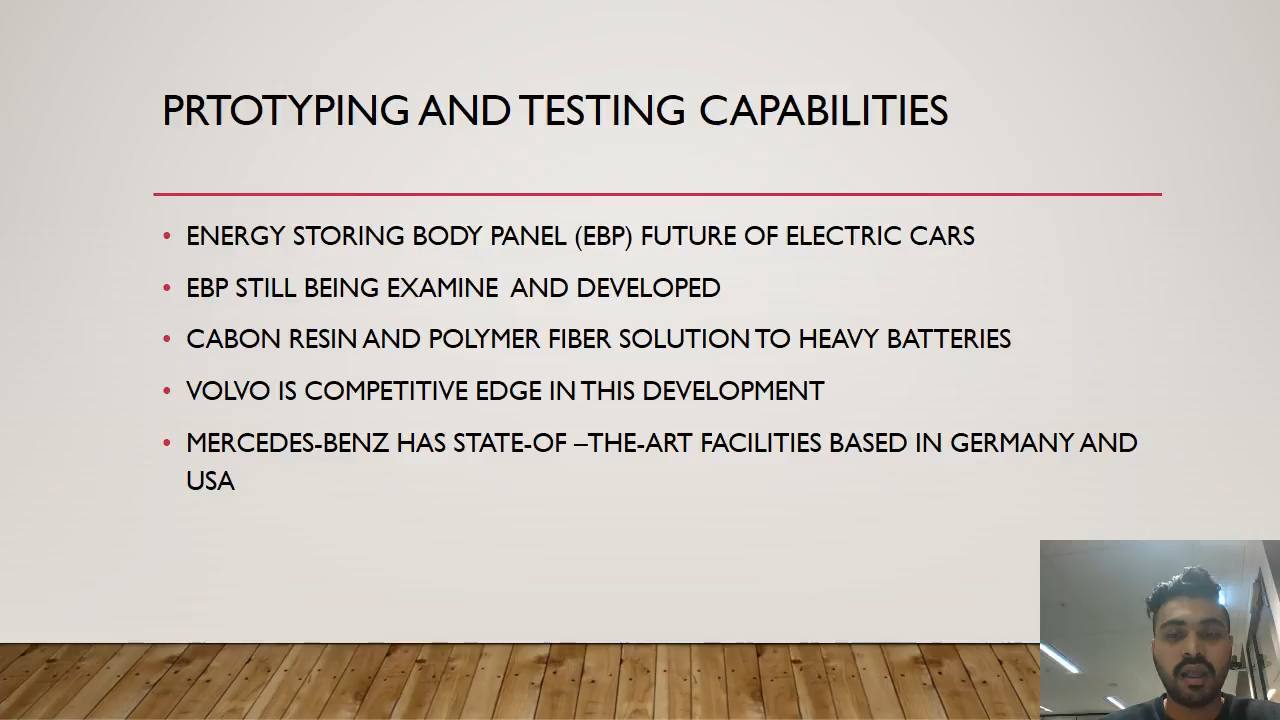 PRTOTYPING AND TESTING CAPABILITIES
• ENERGY STORING BODY PANEL (EBP) FUTURE OF ELECTRIC CARS
• EBP STILL BEING EXAMINE  AND DEVELOPED
• CABON RESIN AND POLYMER FIBER SOLUTION TO HEAVY BATTERIES
• VOLVO IS COMPETITIVE EDGE IN THIS DEVELOPMENT
• MERCEDES-BENZ HAS STATE-OF –THE-ART FACILITIES BASED IN GERMANY AND
USA